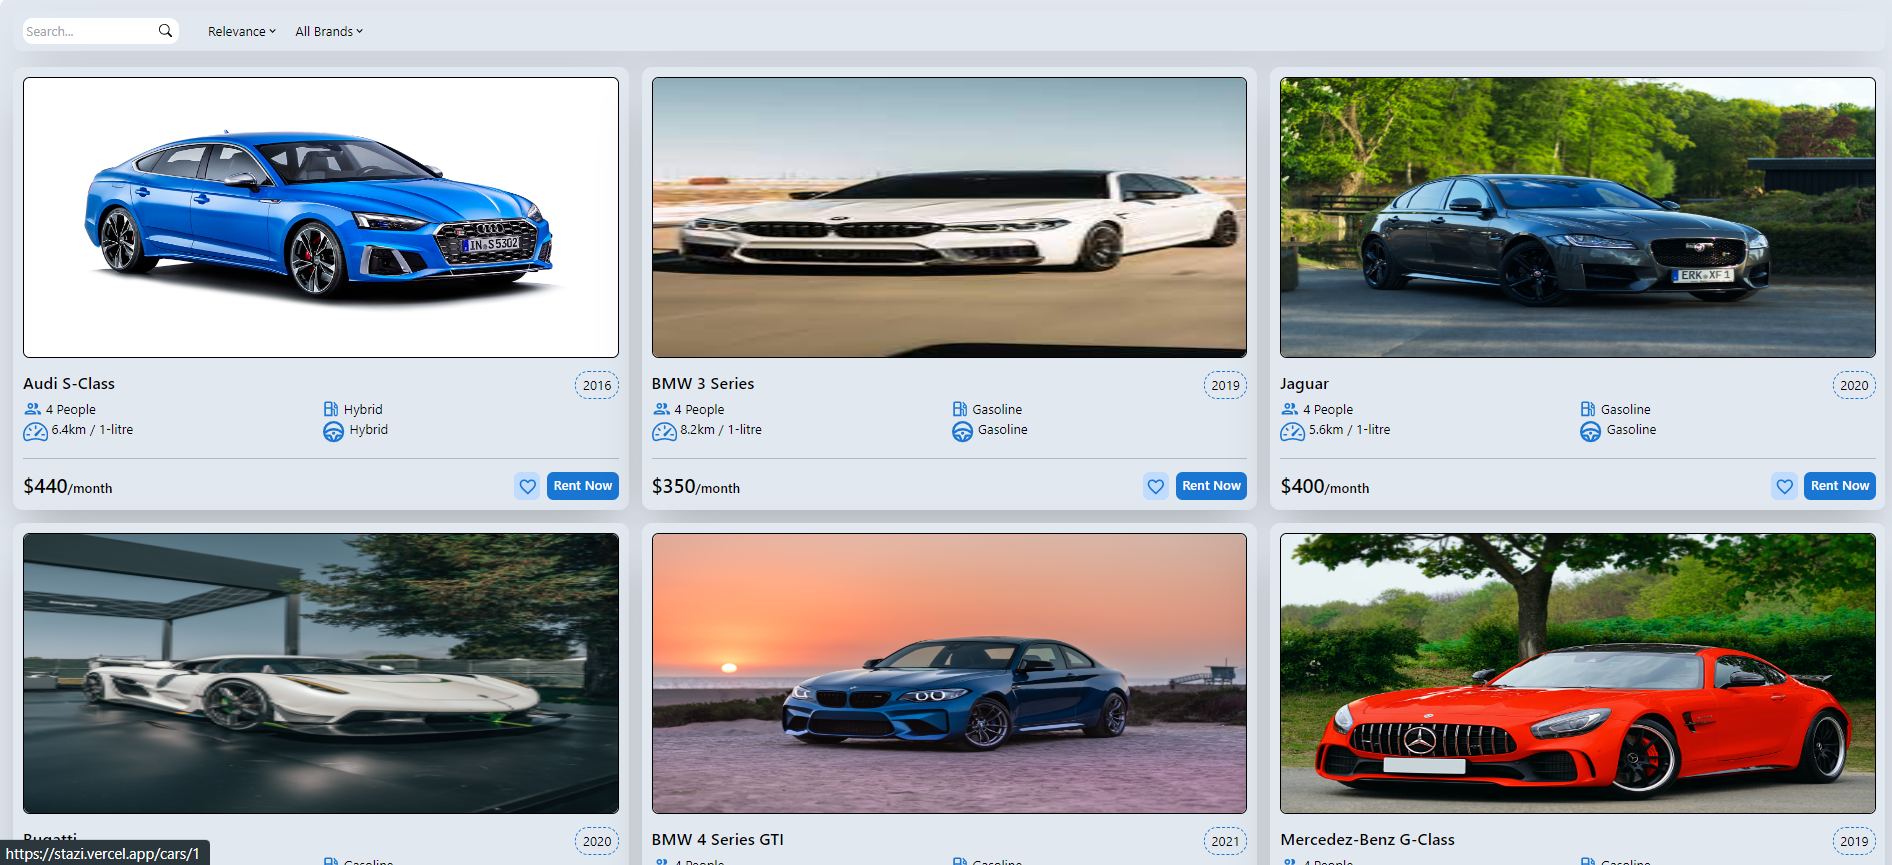 Search...
Relevance
All Brands
IN S 5302
ERK XF 1
Audi S-Class
2016
4 People
Hybrid
6.4km / 1-litre
Hybrid
$440/month
Rent Now
BMW 3 Series
2019
4 People
Gasoline
8.2km / 1-litre
Gasoline
$350/month
Rent Now
Jaguar
2020
4 People
Gasoline
5.6km / 1-litre
Gasoline
$400/month
Rent Now
Bugatti
2020
Gasoline
BMW 4 Series GTI
2021
4 People
Gasoline
Mercedez-Benz G-Class
2019
4 People
Gasoline
https://stazi.vercel.app/cars/1